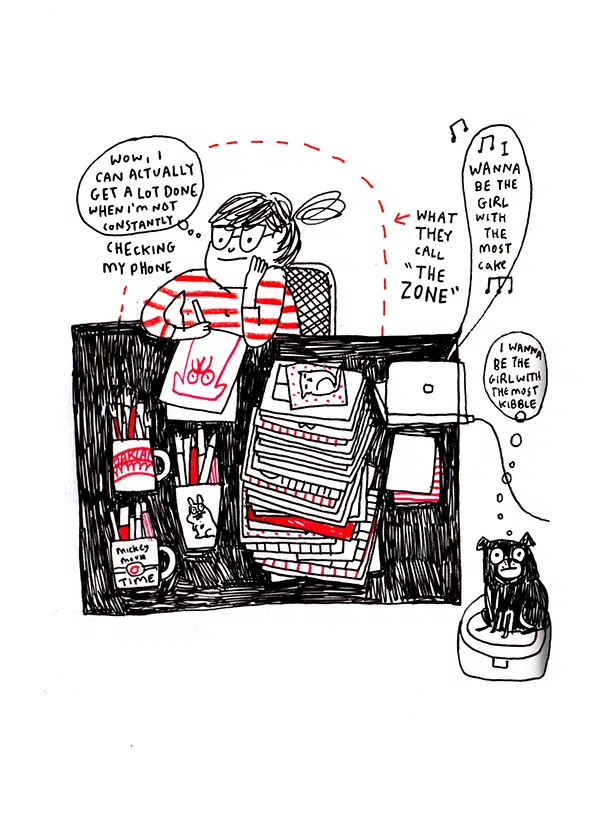 WOW, I
CAN ACTUALLY
GET A LOT DONE
WHEN I'M NOT
CONSTANTLY
CHECKING
MY PHONE
WHAT
THEY
CALL
"THE
ZONE"
I
WANNA
BE THE
GIRL
WITH
THE
MOST
CAKE
I WANNA
BE THE
GIRL WITH
THE MOST
KIBBLE
MICKEY
MOUSE
TIME